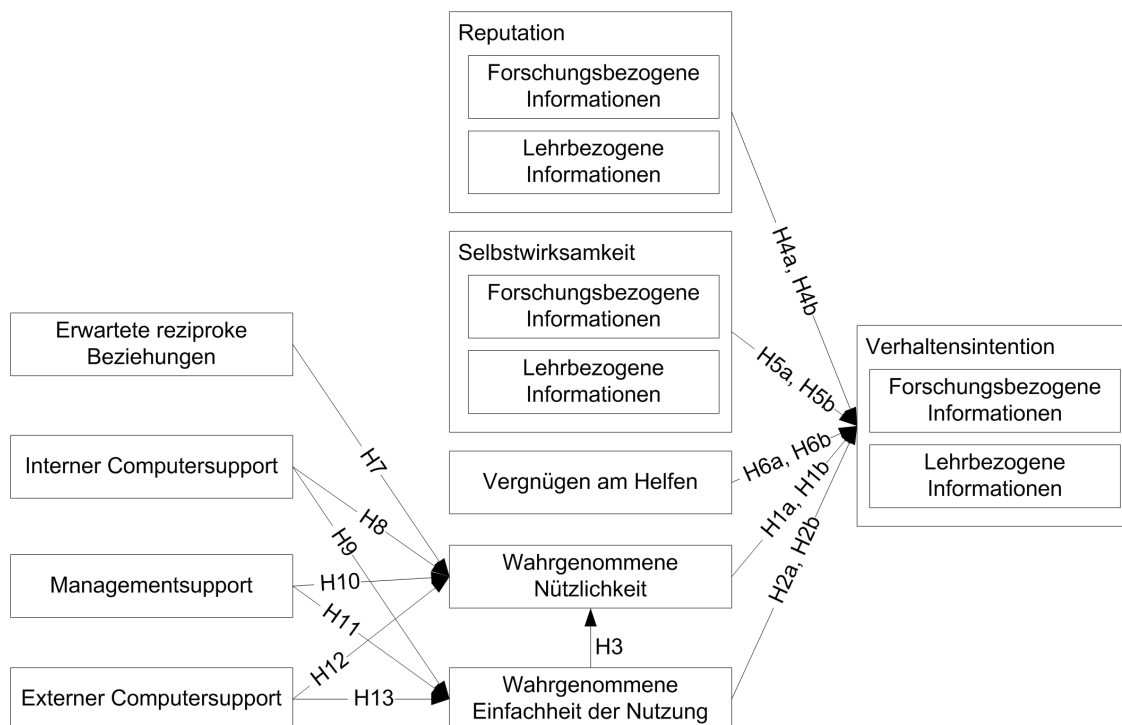 Reputation
Forschungsbezogene
Informationen
Lehrbezogene
Informationen
Selbstwirksamkeit
Forschungsbezogene
Informationen
Lehrbezogene
Informationen
Vergnügen am Helfen
Wahrgenommene
Nützlichkeit
Wahrgenommene
Einfachheit der Nutzung
Erwartete reziproke
Beziehungen
Interner Computersupport
Managementsupport
Externer Computersupport
Verhaltensintention
Forschungsbezogene
Informationen
Lehrbezogene
Informationen
H4a, H4b
H5a, H5b
H6a, H6b
H1a, H1b
H2a, H2b
H7
H8
H9
H10
H11
H12
H13
H3